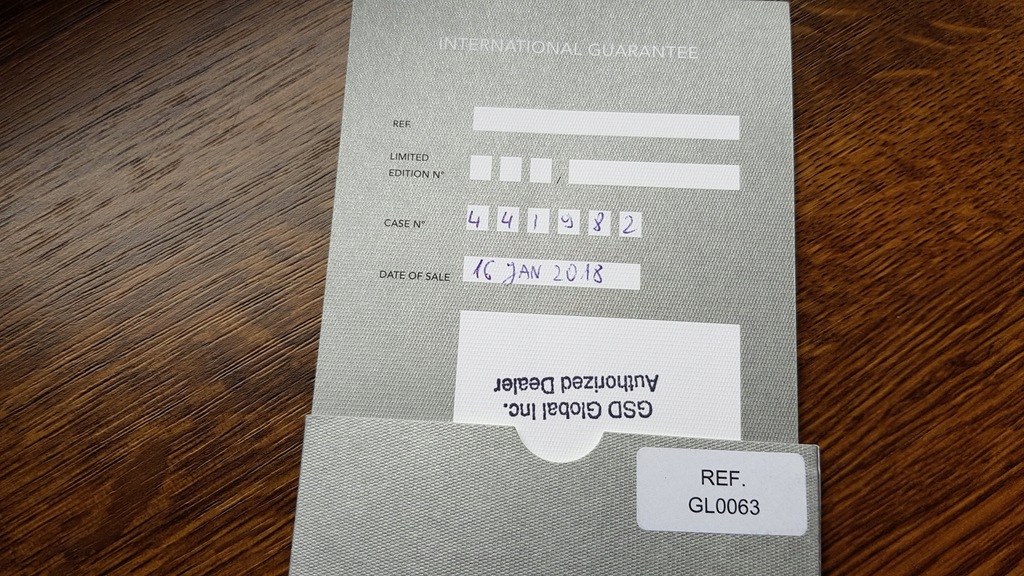 INTERNATIONAL GUARANTEE
REF.
LIMITED
EDITION N°
CASE N° 4 4 1 9 8 2
DATE OF SALE 16 JAN 2018
GSD Global Inc.
Authorized Dealer
REF.
GL0063